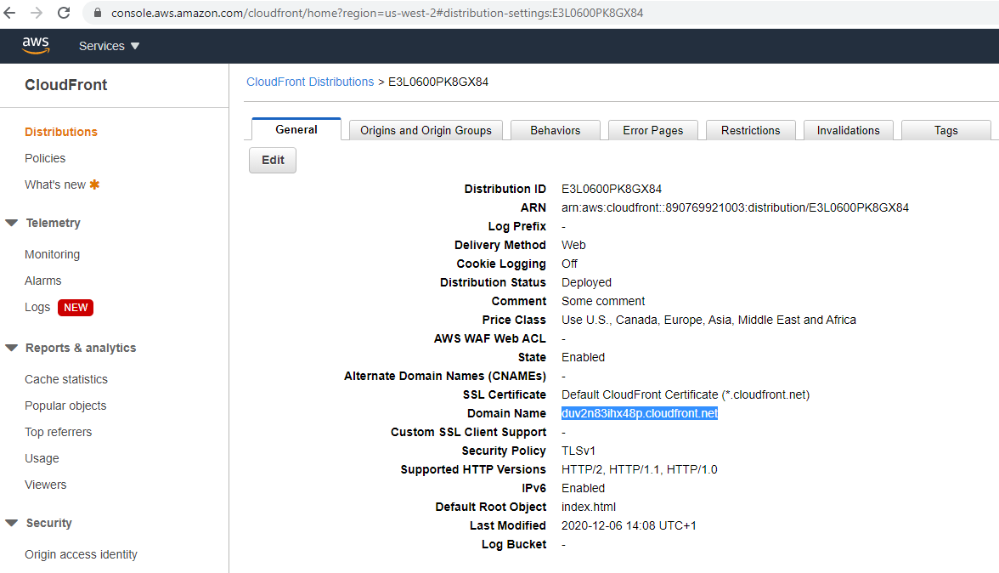 console.aws.amazon.com/cloudfront/home?region=us-west-2#distribution-settings:E3L0600PK8GX84
aws Services ▼
CloudFront
Distributions
Policies
What's new ✱
Telemetry
Monitoring
Alarms
Logs NEW
Reports & analytics
Cache statistics
Popular objects
Top referrers
Usage
Viewers
Security
Origin access identity
CloudFront Distributions > E3L0600PK8GX84
General Origins and Origin Groups Behaviors Error Pages Restrictions Invalidations Tags
Edit
Distribution ID E3L0600PK8GX84
ARN arn:aws:cloudfront::890769921003:distribution/E3L0600PK8GX84
Log Prefix -
Delivery Method Web
Cookie Logging Off
Distribution Status Deployed
Comment Some comment
Price Class Use U.S., Canada, Europe, Asia, Middle East and Africa
AWS WAF Web ACL -
State Enabled
Alternate Domain Names (CNAMEs) -
SSL Certificate Default CloudFront Certificate (*.cloudfront.net)
Domain Name duv2n83ihx48p.cloudfront.net
Custom SSL Client Support -
Security Policy TLSv1
Supported HTTP Versions HTTP/2, HTTP/1.1, HTTP/1.0
IPv6 Enabled
Default Root Object index.html
Last Modified 2020-12-06 14:08 UTC+1
Log Bucket -